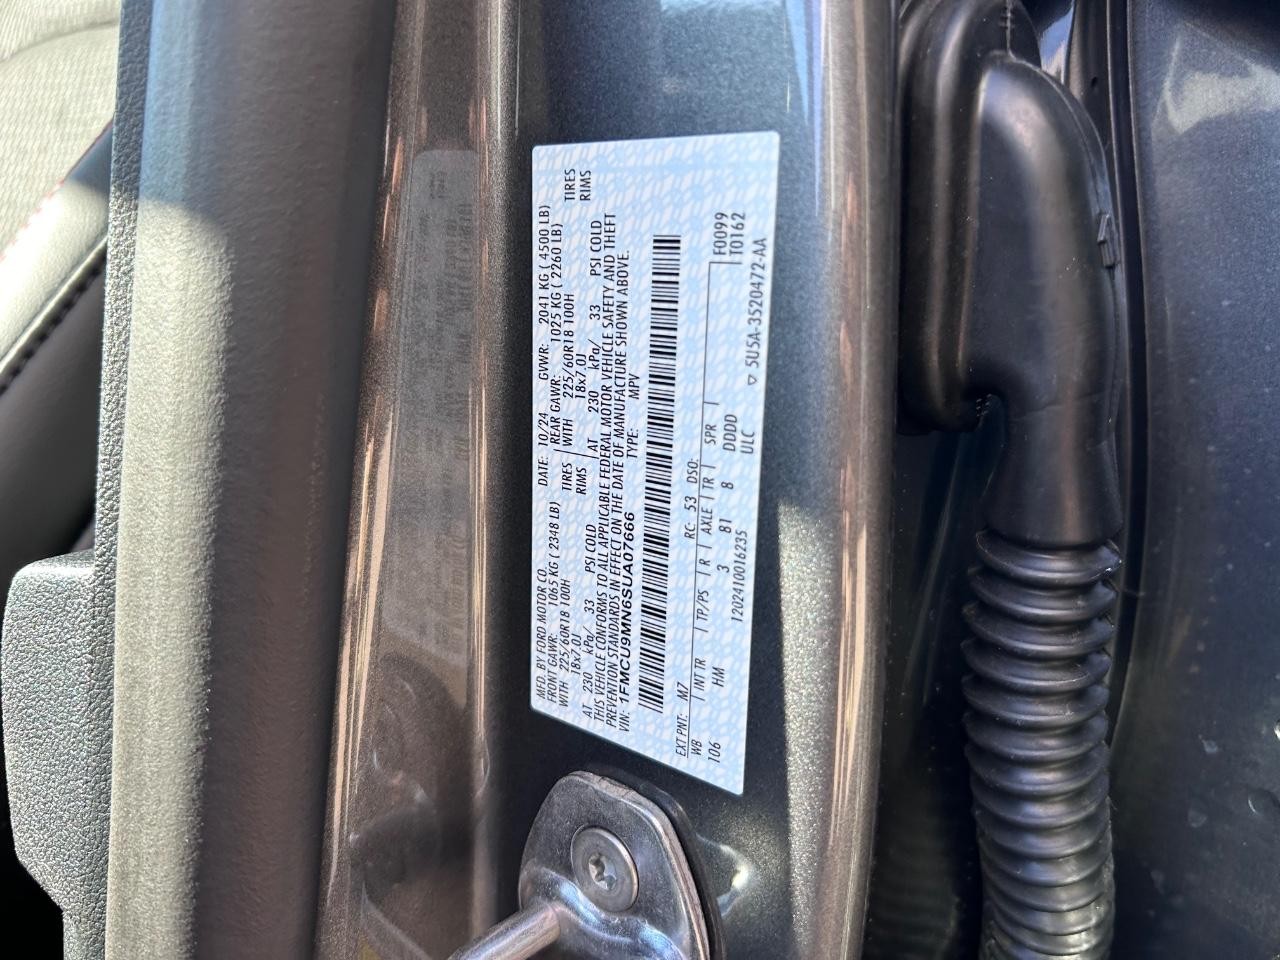 MFD. BY FORD MOTOR CO.
DATE: 10/24 GVWR: 2041 KG ( 4500 LB)
FRONT GAWR: 1065 KG ( 2348 LB)
REAR GAWR: 1025 KG ( 2260 LB)
WITH 225/60R18 100H TIRES
WITH 225/60R18 100H TIRES
18x7.0J RIMS
18x7.0J RIMS
AT 230 kPa/ 33 PSI COLD
AT 230 kPa/ 33 PSI COLD
THIS VEHICLE CONFORMS TO ALL APPLICABLE FEDERAL MOTOR VEHICLE SAFETY AND THEFT
PREVENTION STANDARDS IN EFFECT ON THE DATE OF MANUFACTURE SHOWN ABOVE.
VIN: 1FMCU9MN6SUA07666 TYPE: MPV
EXT PNT: M7 RC: 53 DSO: F0099
WB INT TR TP/PS R AXLE TR SPR T0162
106 HM 3 81 8 DDDD
1202410016235 ULC ▽ 5U5A-3520472-AA